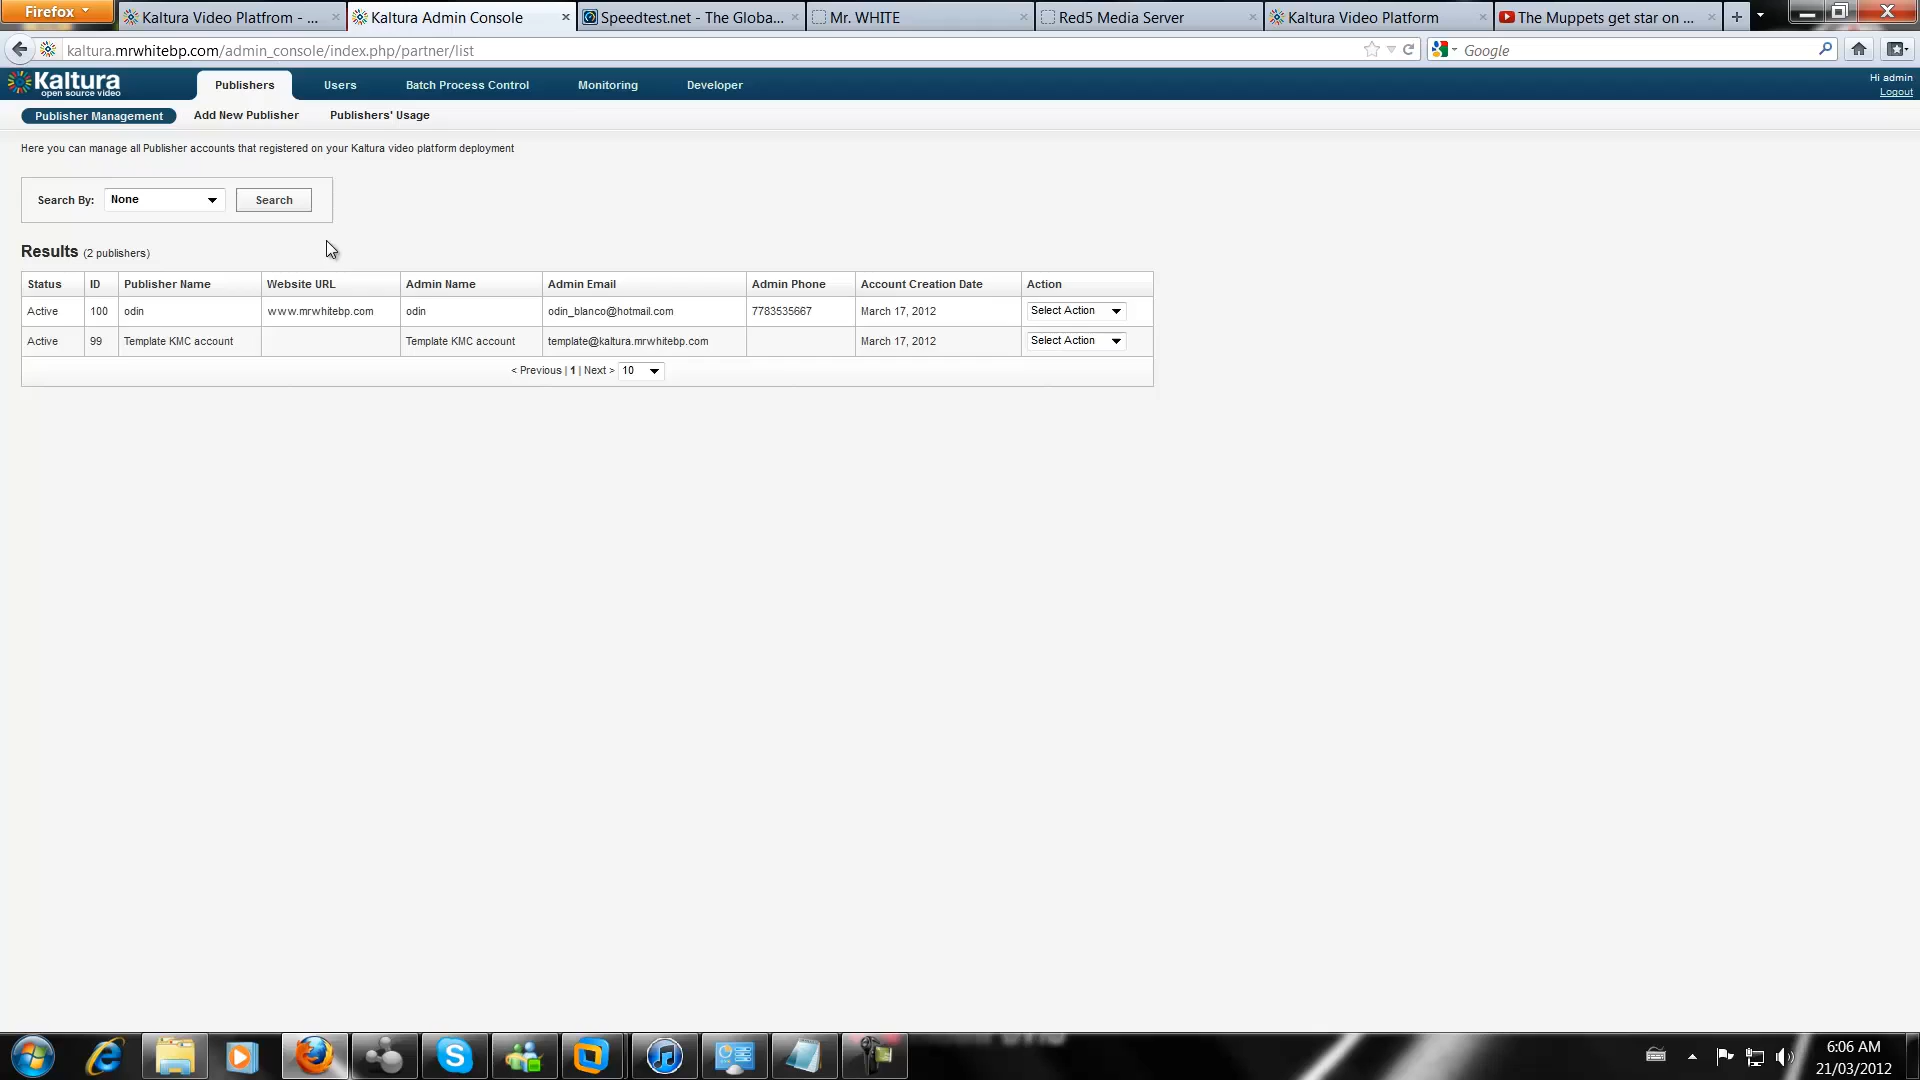 Firefox
Kaltura Video Platfrom - ...
Kaltura Admin Console
Speedtest.net - The Globa...
Mr. WHITE
Red5 Media Server
Kaltura Video Platform
The Muppets get star on ...
kaltura.mrwhitebp.com/admin_console/index.php/partner/list
Google
Kaltura
open source video
Publishers
Users
Batch Process Control
Monitoring
Developer
Hi admin
Logout
Publisher Management
Add New Publisher
Publishers' Usage
Here you can manage all Publisher accounts that registered on your Kaltura video platform deployment
Search By: None Search
Results (2 publishers)
Status ID Publisher Name Website URL Admin Name Admin Email Admin Phone Account Creation Date Action
Active 100 odin www.mrwhitebp.com odin odin_blanco@hotmail.com 7783535667 March 17, 2012 Select Action
Active 99 Template KMC account Template KMC account template@kaltura.mrwhitebp.com March 17, 2012 Select Action
< Previous | 1 | Next > 10
6:06 AM
21/03/2012